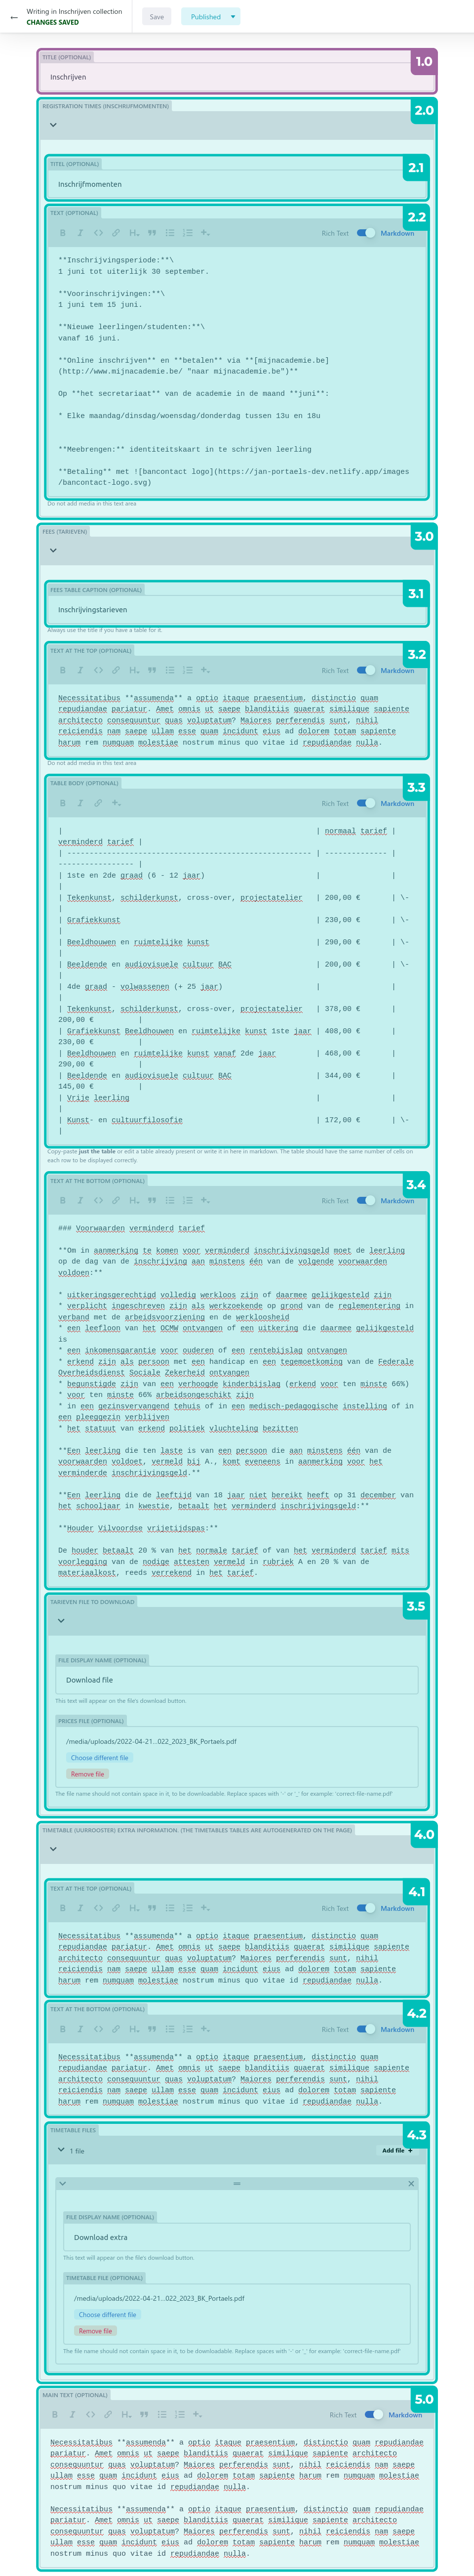 Writing in Inschrijven collection
CHANGES SAVED
Save
Published
TITLE (OPTIONAL)
1.0
Inschrijven
REGISTRATION TIMES (INSCHRIJFMOMENTEN)
2.0
TITEL (OPTIONAL)
2.1
Inschrijfmomenten
TEXT (OPTIONAL)
2.2
Rich Text Markdown
**Inschrijvingsperiode:**\
1 juni tot uiterlijk 30 september.
**Voorinschrijvingen:**\
1 juni tem 15 juni.
**Nieuwe leerlingen/studenten:**\
vanaf 16 juni.
**Online inschrijven** en **betalen** via **[mijnacademie.be]
(http://www.mijnacademie.be/ "naar mijnacademie.be")**
Op **het secretariaat** van de academie in de maand **juni**:
* Elke maandag/dinsdag/woensdag/donderdag tussen 13u en 18u
**Meebrengen:** identiteitskaart in te schrijven leerling
**Betaling** met ![bancontact logo](https://jan-portaels-dev.netlify.app/images
/bancontact-logo.svg)
Do not add media in this text area
FEES (TARIEVEN)
3.0
FEES TABLE CAPTION (OPTIONAL)
3.1
Inschrijvingstarieven
Always use the title if you have a table for it
TEXT AT THE TOP (OPTIONAL)
3.2
Rich Text Markdown
Necessitatibus **assumenda** a optio itaque praesentium, distinctio quam
repudiandae pariatur. Amet omnis ut saepe blanditiis quaerat similique sapiente
architecto consequuntur quas voluptatum? Maiores perferendis sunt, nihil
reiciendis nam saepe ullam esse quam incidunt eius ad dolorem totam sapiente
harum rem numquam molestiae nostrum minus quo vitae id repudiandae nulla.
Do not add media in this text area
TABLE BODY (OPTIONAL)
3.3
Rich Text Markdown
| | normaal tarief |
verminderd tarief |
| ------------------------------------------------------ | -------------- |
----------------- |
| 1ste en 2de graad (6 - 12 jaar) | |
|
| Tekenkunst, schilderkunst, cross-over, projectatelier | 200,00 € | \-
|
| Grafiekkunst | 230,00 € | \-
|
| Beeldhouwen en ruimtelijke kunst | 290,00 € | \-
|
| Beeldende en audiovisuele cultuur BAC | 200,00 € | \-
|
| 4de graad - volwassenen (+ 25 jaar) | |
|
| Tekenkunst, schilderkunst, cross-over, projectatelier | 378,00 € |
200,00 € |
| Grafiekkunst Beeldhouwen en ruimtelijke kunst 1ste jaar | 408,00 € |
230,00 € |
| Beeldhouwen en ruimtelijke kunst vanaf 2de jaar | 468,00 € |
290,00 € |
| Beeldende en audiovisuele cultuur BAC | 344,00 € |
145,00 € |
| Vrije leerling | |
|
| Kunst- en cultuurfilosofie | 172,00 € | \-
|
Copy-paste just the table or edit a table already present or write it in here in markdown. The table should have the same number of cells on
each row to be displayed correctly.
TEXT AT THE BOTTOM (OPTIONAL)
3.4
Rich Text Markdown
### Voorwaarden verminderd tarief
**Om in aanmerking te komen voor verminderd inschrijvingsgeld moet de leerling
op de dag van de inschrijving aan minstens één van de volgende voorwaarden
voldoen:**
* uitkeringsgerechtigd volledig werkloos zijn of daarmee gelijkgesteld zijn
* verplicht ingeschreven zijn als werkzoekende op grond van de reglementering in
verband met de arbeidsvoorziening en de werkloosheid
* een leefloon van het OCMW ontvangen of een uitkering die daarmee gelijkgesteld
is
* een inkomensgarantie voor ouderen of een rentebijslag ontvangen
* erkend zijn als persoon met een handicap en een tegemoetkoming van de Federale
Overheidsdienst Sociale Zekerheid ontvangen
* begunstigde zijn van een verhoogde kinderbijslag (erkend voor ten minste 66%)
* voor ten minste 66% arbeidsongeschikt zijn
* in een gezinsvervangend tehuis of in een medisch-pedagogische instelling of in
een pleeggezin verblijven
* het statuut van erkend politiek vluchteling bezitten
**Een leerling die ten laste is van een persoon die aan minstens één van de
voorwaarden voldoet, vermeld bij A., komt eveneens in aanmerking voor het
verminderde inschrijvingsgeld.**
**Een leerling die de leeftijd van 18 jaar niet bereikt heeft op 31 december van
het schooljaar in kwestie, betaalt het verminderd inschrijvingsgeld:**
**Houder Vilvoordse vrijetijdspas:**
De houder betaalt 20 % van het normale tarief of van het verminderd tarief mits
voorlegging van de nodige attesten vermeld in rubriek A en 20 % van de
materiaalkost, reeds verrekend in het tarief.
TARIEVEN FILE TO DOWNLOAD
3.5
FILE DISPLAY NAME (OPTIONAL)
Download file
This text will appear on the file's download button.
PRICES FILE (OPTIONAL)
/media/uploads/2022-04-21...022_2023_BK_Portaels.pdf
Choose different file
Remove file
The file name should not contain space in it, to be downloadable. Replace spaces with '-' or '_' for example: 'correct-file-name.pdf'
TIMETABLE (UURROOSTER) EXTRA INFORMATION. (THE TIMETABLES TABLES ARE AUTOGENERATED ON THE PAGE)
4.0
TEXT AT THE TOP (OPTIONAL)
4.1
Rich Text Markdown
Necessitatibus **assumenda** a optio itaque praesentium, distinctio quam
repudiandae pariatur. Amet omnis ut saepe blanditiis quaerat similique sapiente
architecto consequuntur quas voluptatum? Maiores perferendis sunt, nihil
reiciendis nam saepe ullam esse quam incidunt eius ad dolorem totam sapiente
harum rem numquam molestiae nostrum minus quo vitae id repudiandae nulla.
TEXT AT THE BOTTOM (OPTIONAL)
4.2
Rich Text Markdown
Necessitatibus **assumenda** a optio itaque praesentium, distinctio quam
repudiandae pariatur. Amet omnis ut saepe blanditiis quaerat similique sapiente
architecto consequuntur quas voluptatum? Maiores perferendis sunt, nihil
reiciendis nam saepe ullam esse quam incidunt eius ad dolorem totam sapiente
harum rem numquam molestiae nostrum minus quo vitae id repudiandae nulla.
TIMETABLE FILES
4.3
1 file
Add file +
FILE DISPLAY NAME (OPTIONAL)
Download extra
This text will appear on the file's download button.
TIMETABLE FILE (OPTIONAL)
/media/uploads/2022-04-21...022_2023_BK_Portaels.pdf
Choose different file
Remove file
The file name should not contain space in it, to be downloadable. Replace spaces with '-' or '_' for example: 'correct-file-name.pdf'
MAIN TEXT (OPTIONAL)
5.0
Rich Text Markdown
Necessitatibus **assumenda** a optio itaque praesentium, distinctio quam repudiandae
pariatur. Amet omnis ut saepe blanditiis quaerat similique sapiente architecto
consequuntur quas voluptatum? Maiores perferendis sunt, nihil reiciendis nam saepe
ullam esse quam incidunt eius ad dolorem totam sapiente harum rem numquam molestiae
nostrum minus quo vitae id repudiandae nulla.
Necessitatibus **assumenda** a optio itaque praesentium, distinctio quam repudiandae
pariatur. Amet omnis ut saepe blanditiis quaerat similique sapiente architecto
consequuntur quas voluptatum? Maiores perferendis sunt, nihil reiciendis nam saepe
ullam esse quam incidunt eius ad dolorem totam sapiente harum rem numquam molestiae
nostrum minus quo vitae id repudiandae nulla.